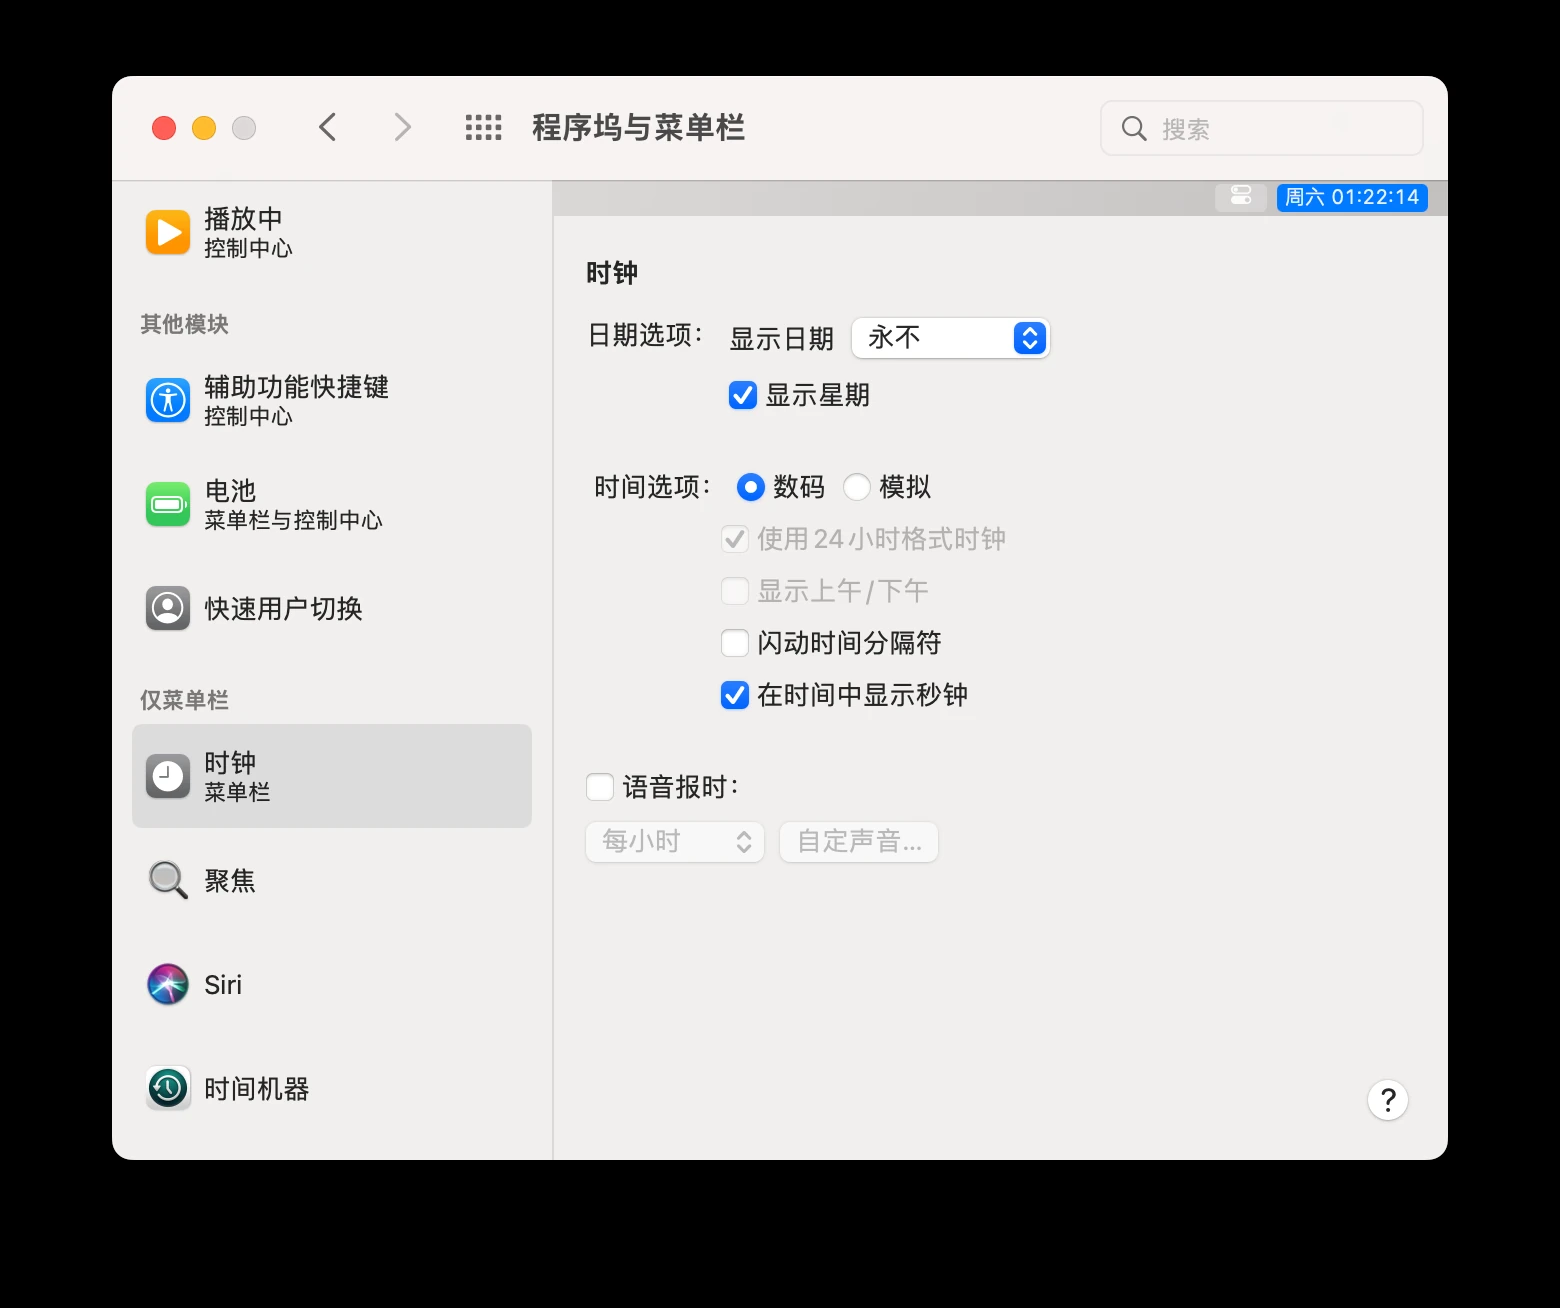 程序坞与菜单栏
搜索
播放中
控制中心
其他模块
辅助功能快捷键
控制中心
电池
菜单栏与控制中心
快速用户切换
仅菜单栏
时钟
菜单栏
聚焦
Siri
时间机器
周六 01:22:14
时钟
日期选项： 显示日期 永不
显示星期
时间选项： 数码 模拟
使用24小时格式时钟
显示上午/下午
闪动时间分隔符
在时间中显示秒钟
语音报时：
每小时 自定声音...
?